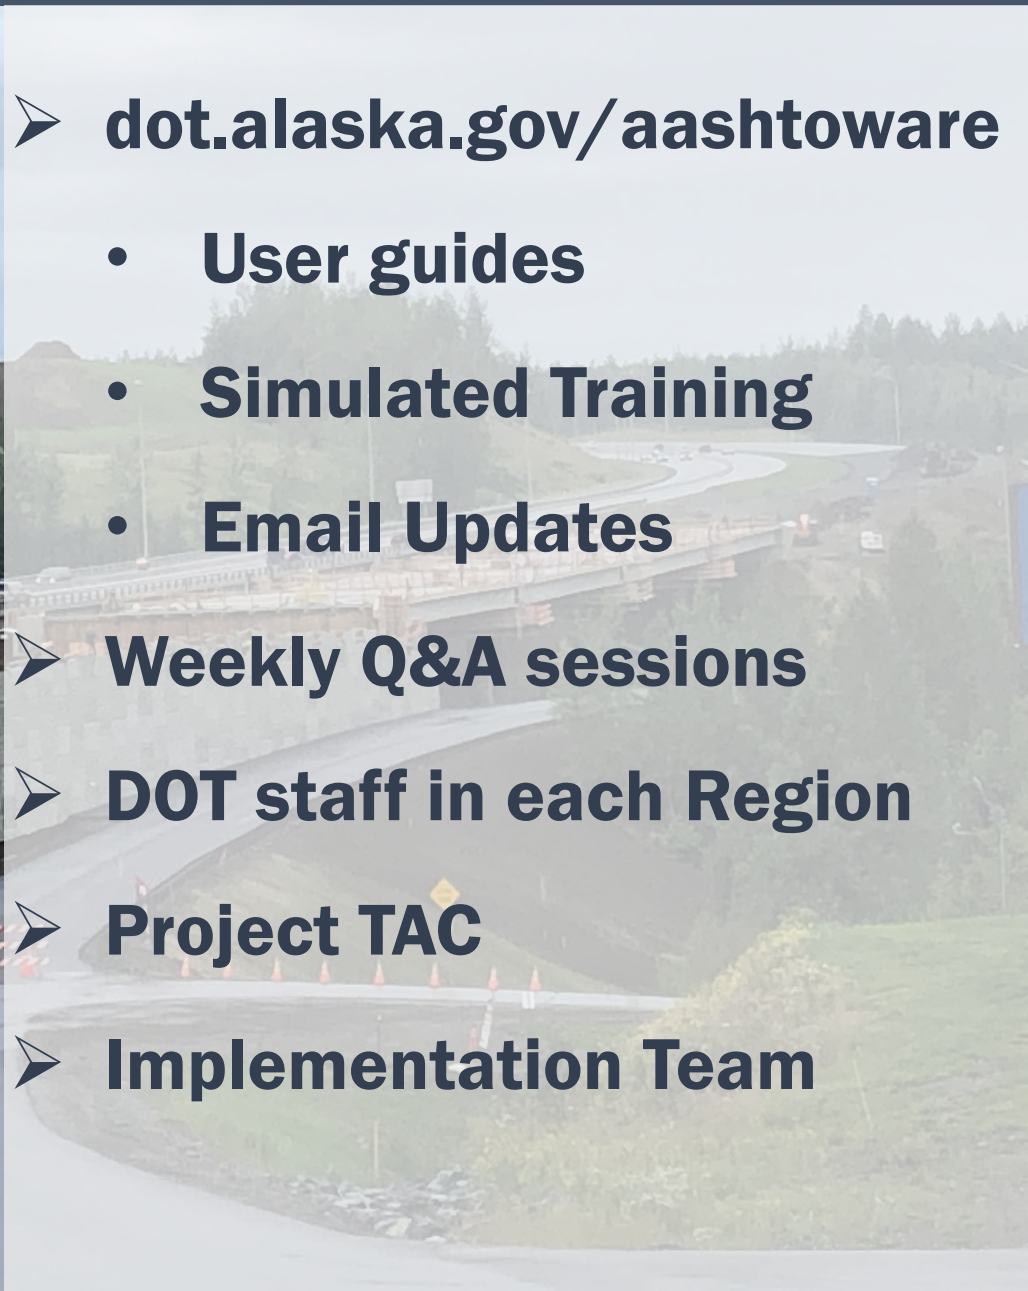 ➢ dot.alaska.gov/aashtoware
• User guides
• Simulated Training
• Email Updates
➢ Weekly Q&A sessions
➢ DOT staff in each Region
➢ Project TAC
➢ Implementation Team